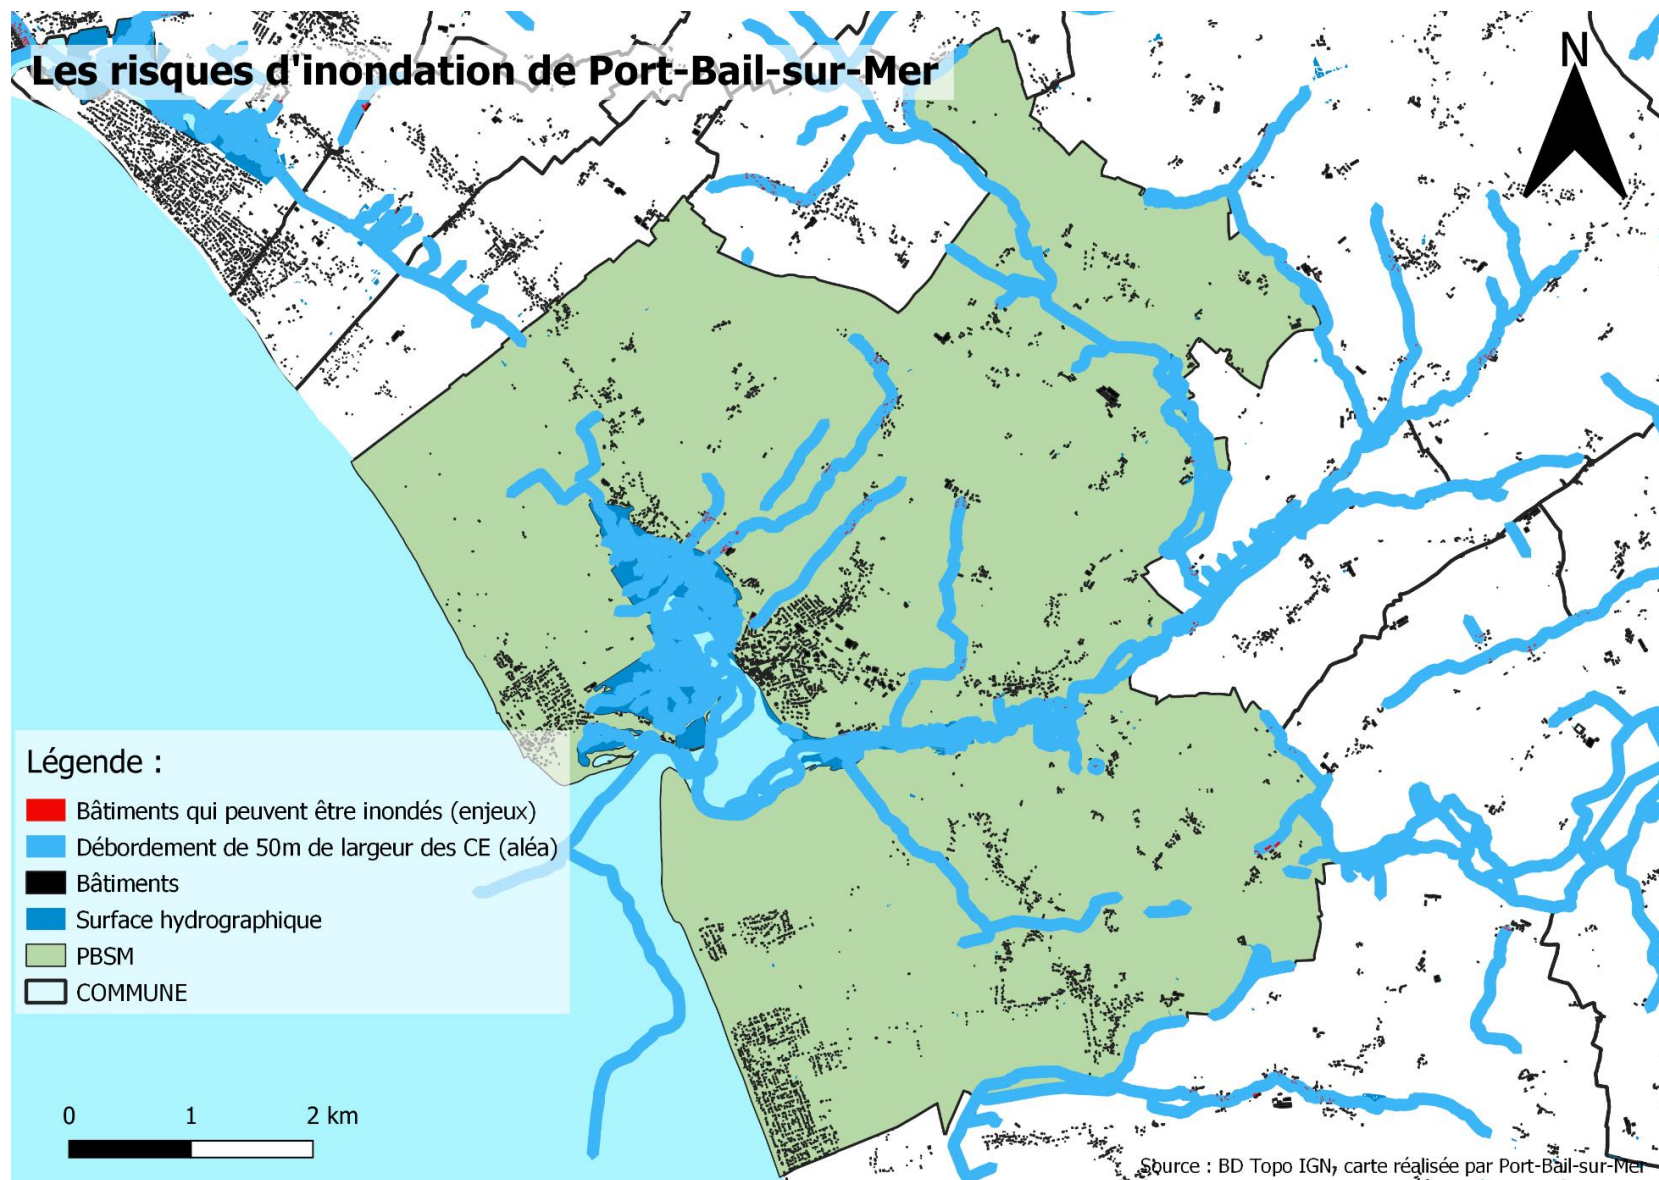 Les risques d'inondation de Port-Bail-sur-Mer
N
Légende :
Bâtiments qui peuvent être inondés (enjeux)
Débordement de 50m de largeur des CE (aléa)
Bâtiments
Surface hydrographique
PBSM
COMMUNE
0 1 2 km
Source : BD Topo IGN, carte réalisée par Port-Bail-sur-Mer